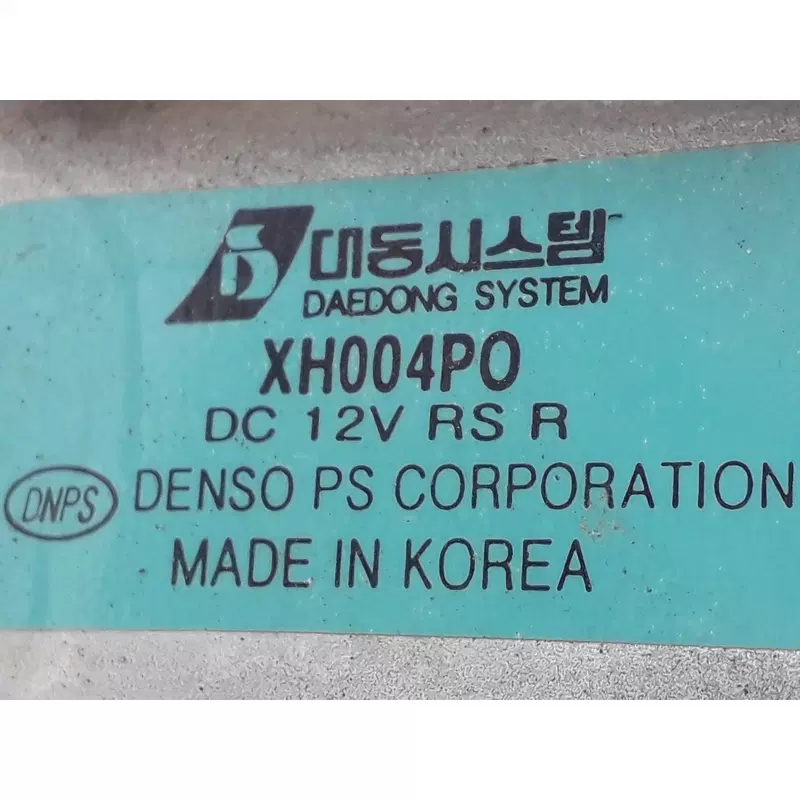 대동시스템
DAEDONG SYSTEM
XH004PO
DC 12V RS R
DNPS DENSO PS CORPORATION
MADE IN KOREA